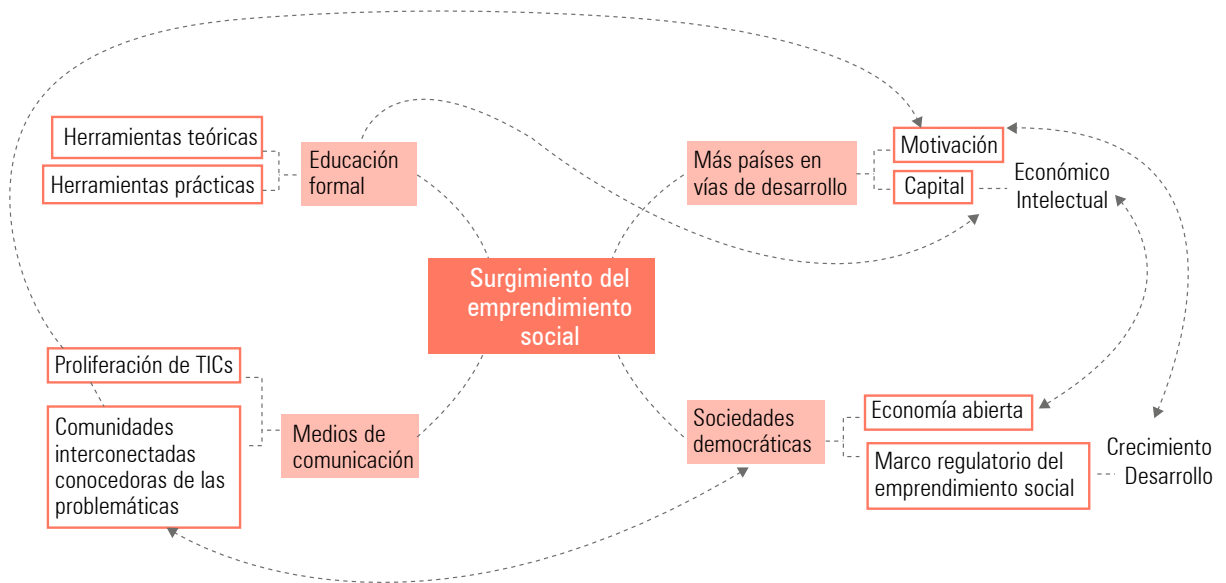 Herramientas teóricas
Herramientas prácticas
Educación
formal
Más países en
vías de desarrollo
Motivación
Capital
Económico
Intelectual
Surgimiento del
emprendimiento
social
Proliferación de TICs
Comunidades
interconectadas
conocedoras de las
problemáticas
Medios de
comunicación
Sociedades
democráticas
Economía abierta
Marco regulatorio del
emprendimiento social
Crecimiento
Desarrollo